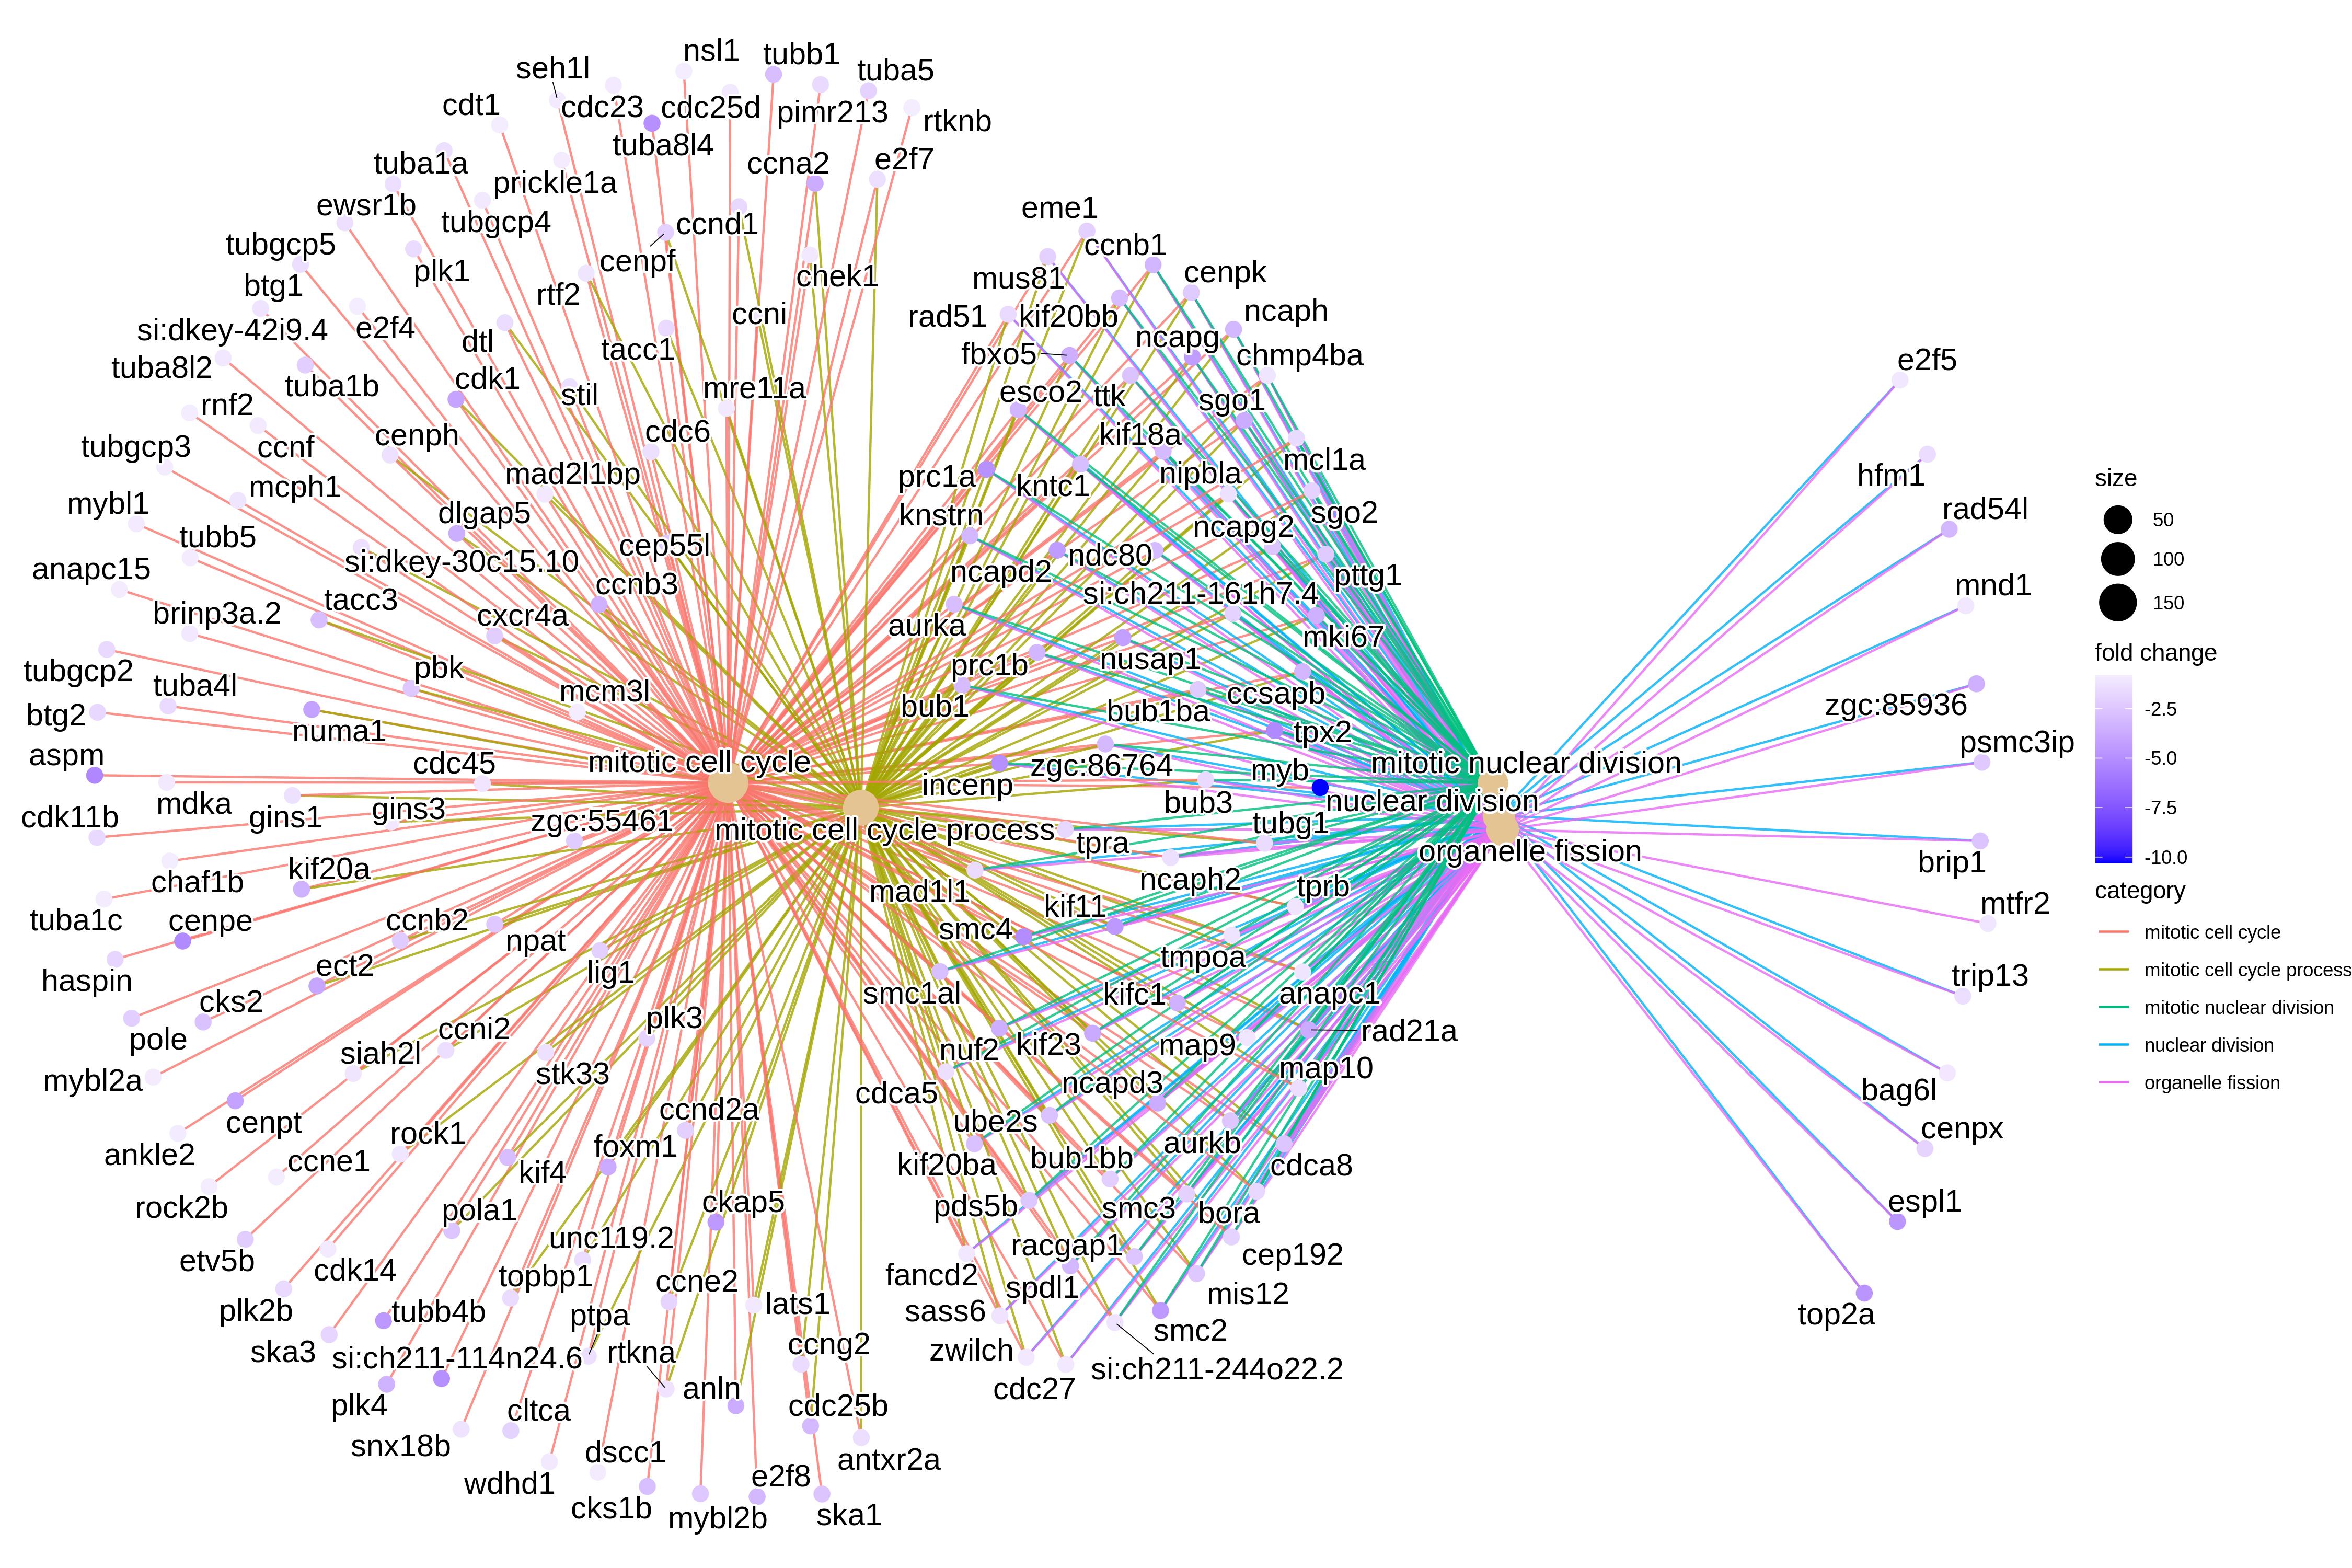 nsl1
tubb1
seh1l
tuba5
cdt1
cdc23
cdc25d
pimr213
rtknb
tuba8l4
tuba1a
ccna2
e2f7
prickle1a
ewsr1b
tubgcp4
ccnd1
eme1
tubgcp5
cenpf
ccnb1
plk1
chek1
mus81
cenpk
btg1
rtf2
ccni
rad51
kif20bb
ncaph
si:dkey-42i9.4
e2f4
dtl
tacc1
ncapg
fbxo5
chmp4ba
e2f5
tuba8l2
tuba1b
cdk1
stil
mre11a
esco2
ttk
sgo1
rnf2
cdc6
kif18a
tubgcp3
ccnf
cenph
mad2l1bp
prc1a
kntc1
nipbla
mcl1a
hfm1
size
mybl1
mcph1
dlgap5
knstrn
sgo2
rad54l
50
tubb5
cep55l
ncapg2
ndc80
100
anapc15
si:dkey-30c15.10
ncapd2
pttg1
mnd1
ccnb3
si:ch211-161h7.4
150
brinp3a.2
tacc3
cxcr4a
aurka
mki67
fold change
tubgcp2
pbk
prc1b
nusap1
tuba4l
mcm3l
bub1
ccsapb
zgc:85936
-2.5
btg2
numa1
bub1ba
tpx2
psmc3ip
aspm
cdc45
mitotic cell cycle
zgc:86764
myb
mitotic nuclear division
-5.0
mdka
incenp
bub3
nuclear division
cdk11b
gins1
gins3
zgc:55461
mitotic cell cycle process
tubg1
-7.5
tpra
organelle fission
brip1
-10.0
chaf1b
kif20a
mad1l1
ncaph2
tprb
category
tuba1c
cenpe
ccnb2
npat
smc4
kif11
mtfr2
mitotic cell cycle
haspin
ect2
lig1
tmpoa
mitotic cell cycle process
cks2
smc1al
kifc1
anapc1
trip13
mitotic nuclear division
pole
ccni2
plk3
rad21a
siah2l
nuf2
kif23
map9
nuclear division
mybl2a
stk33
cdca5
ncapd3
map10
bag6l
organelle fission
cenpt
rock1
ccnd2a
ube2s
aurkb
cenpx
ankle2
ccne1
foxm1
kif20ba
bub1bb
cdca8
kif4
rock2b
pola1
ckap5
pds5b
smc3
bora
espl1
etv5b
cdk14
unc119.2
racgap1
cep192
topbp1
ccne2
fancd2
spdl1
mis12
plk2b
tubb4b
ptpa
lats1
sass6
smc2
top2a
ska3
si:ch211-114n24.6
rtkna
ccng2
zwilch
si:ch211-244o22.2
plk4
cltca
anln
cdc25b
cdc27
snx18b
dscc1
antxr2a
wdhd1
e2f8
cks1b
mybl2b
ska1